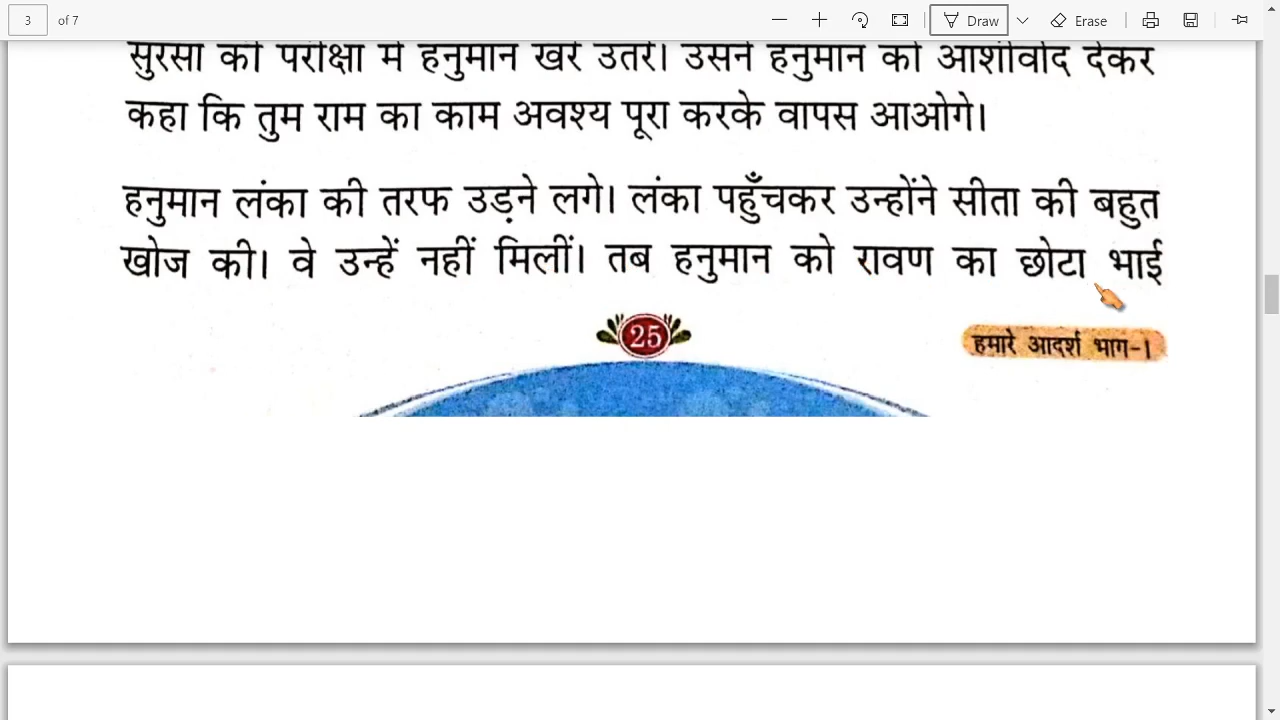 3 of 7 Draw Erase
सुरसा की परीक्षा में हनुमान खरे उतरे। उसने हनुमान को आशीर्वाद देकर
कहा कि तुम राम का काम अवश्य पूरा करके वापस आओगे।
हनुमान लंका की तरफ उड़ने लगे। लंका पहुँचकर उन्होंने सीता की बहुत
खोज की। वे उन्हें नहीं मिलीं। तब हनुमान को रावण का छोटा भाई
25
हमारे आदर्श भाग-1